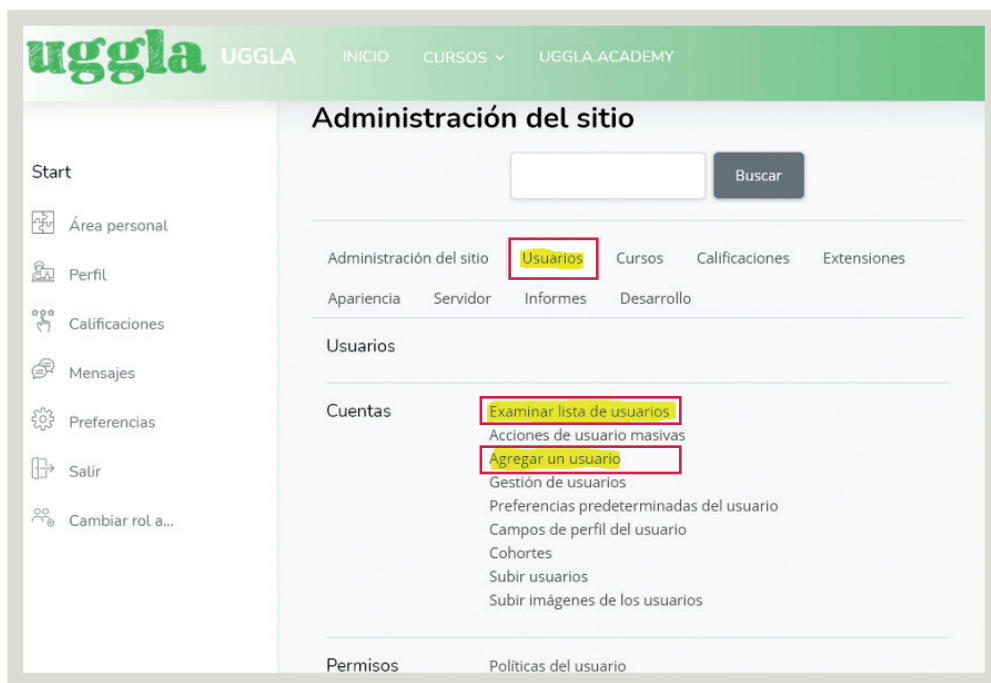 uggla UGGLA INICIO CURSOS UGGLA.ACADEMY
Administración del sitio
Start
Buscar
Área personal
Perfil
Calificaciones
Mensajes
Preferencias
Salir
Cambiar rol a...
Administración del sitio Usuarios Cursos Calificaciones Extensiones
Apariencia Servidor Informes Desarrollo
Usuarios
Cuentas
Examinar lista de usuarios
Acciones de usuario masivas
Agregar un usuario
Gestión de usuarios
Preferencias predeterminadas del usuario
Campos de perfil del usuario
Cohortes
Subir usuarios
Subir imágenes de los usuarios
Permisos
Políticas del usuario